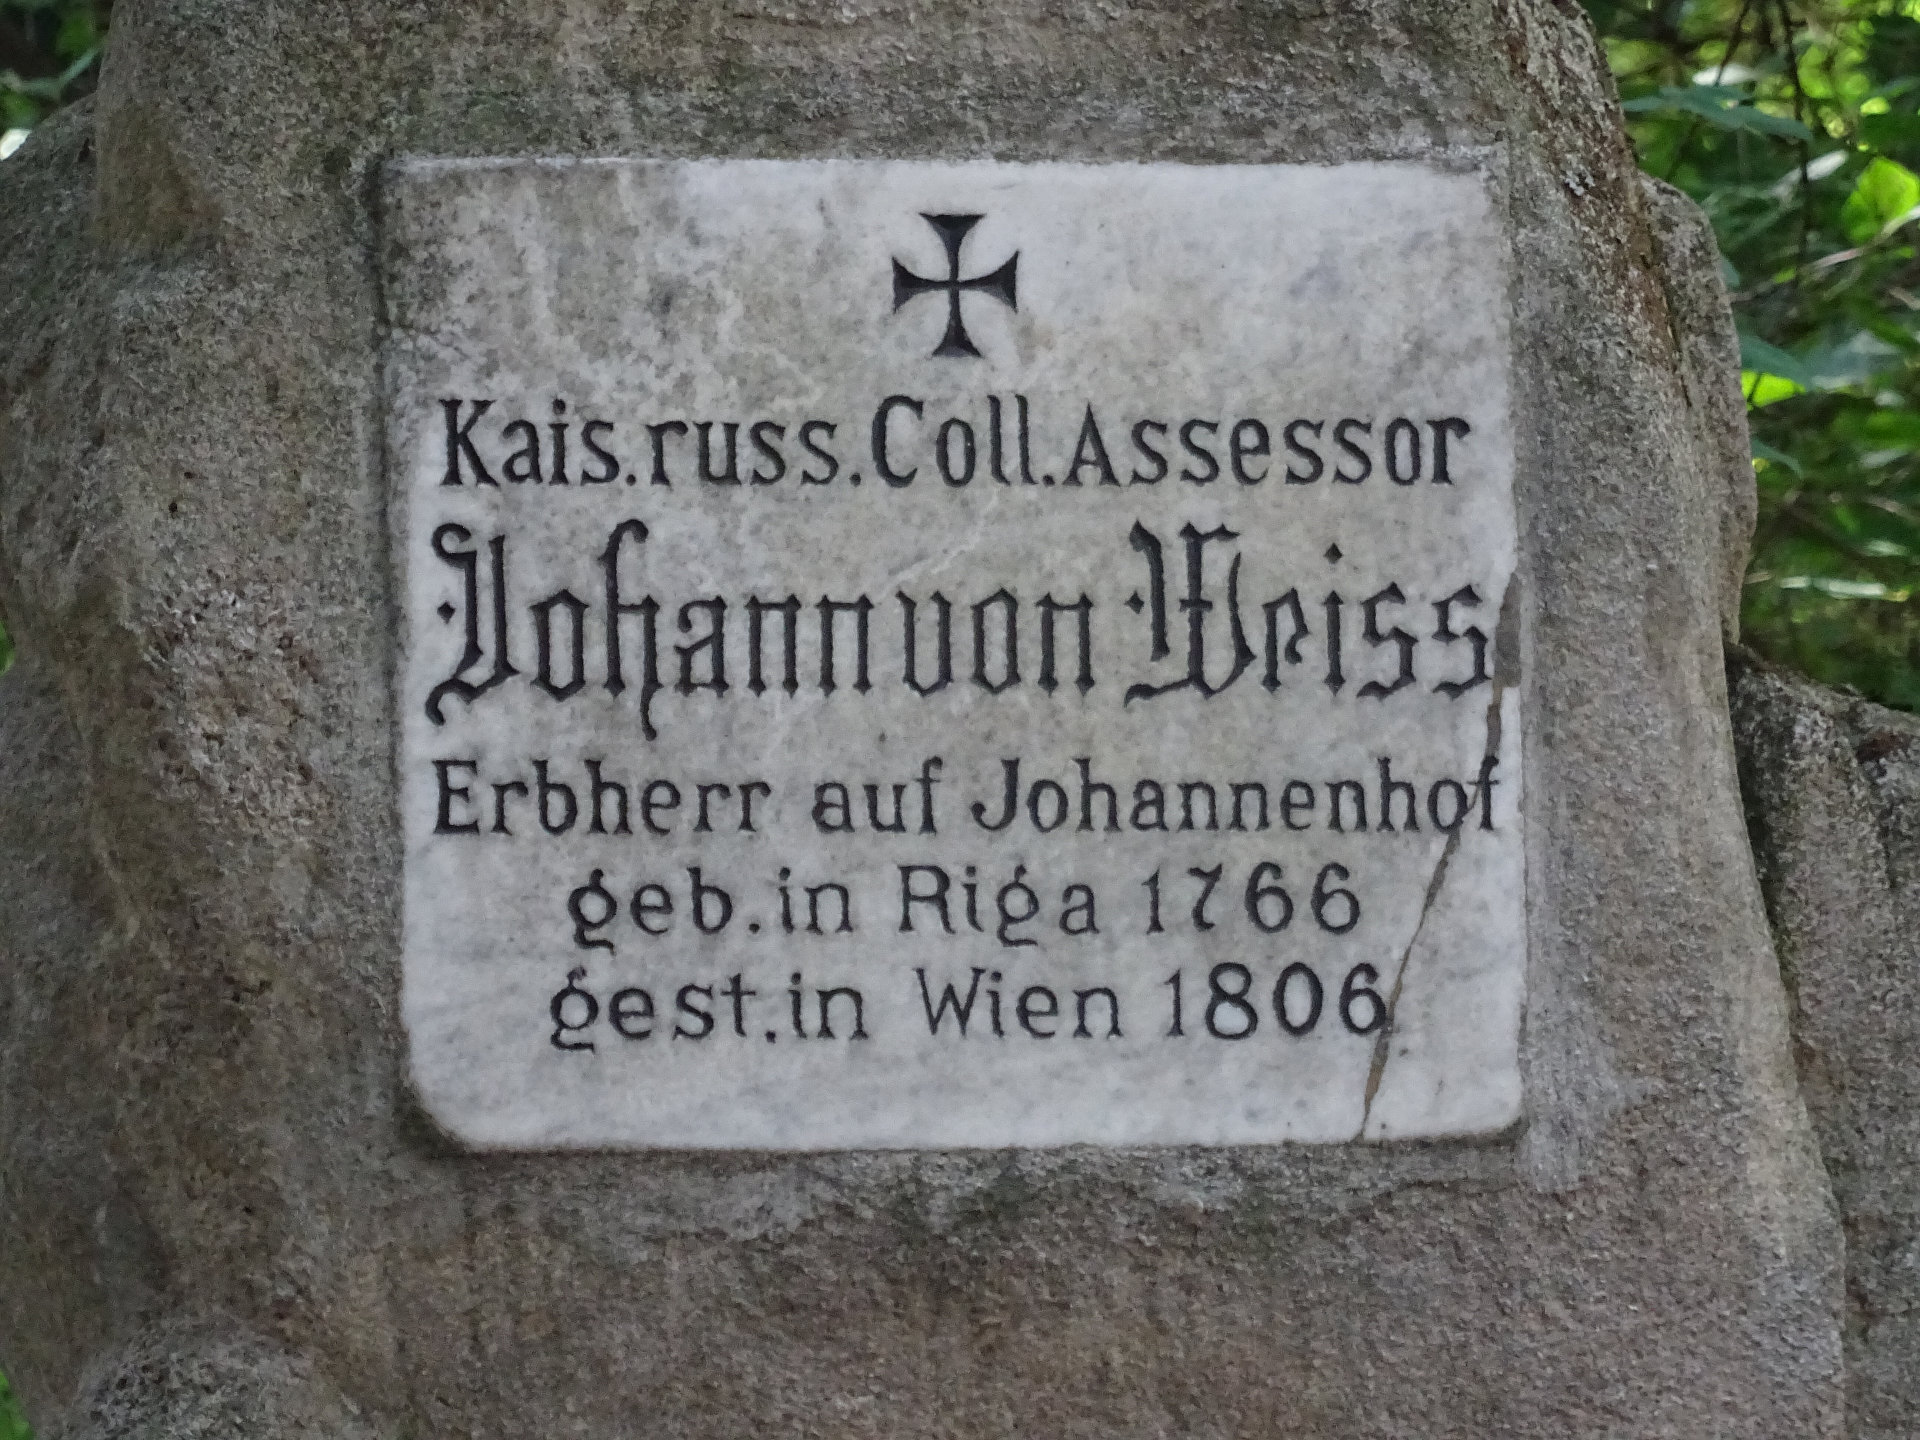 Kais. russ. Coll. Assessor
Johann von Weiss
Erbherr auf Johannenhof
geb. in Riga 1766
gest. in Wien 1806